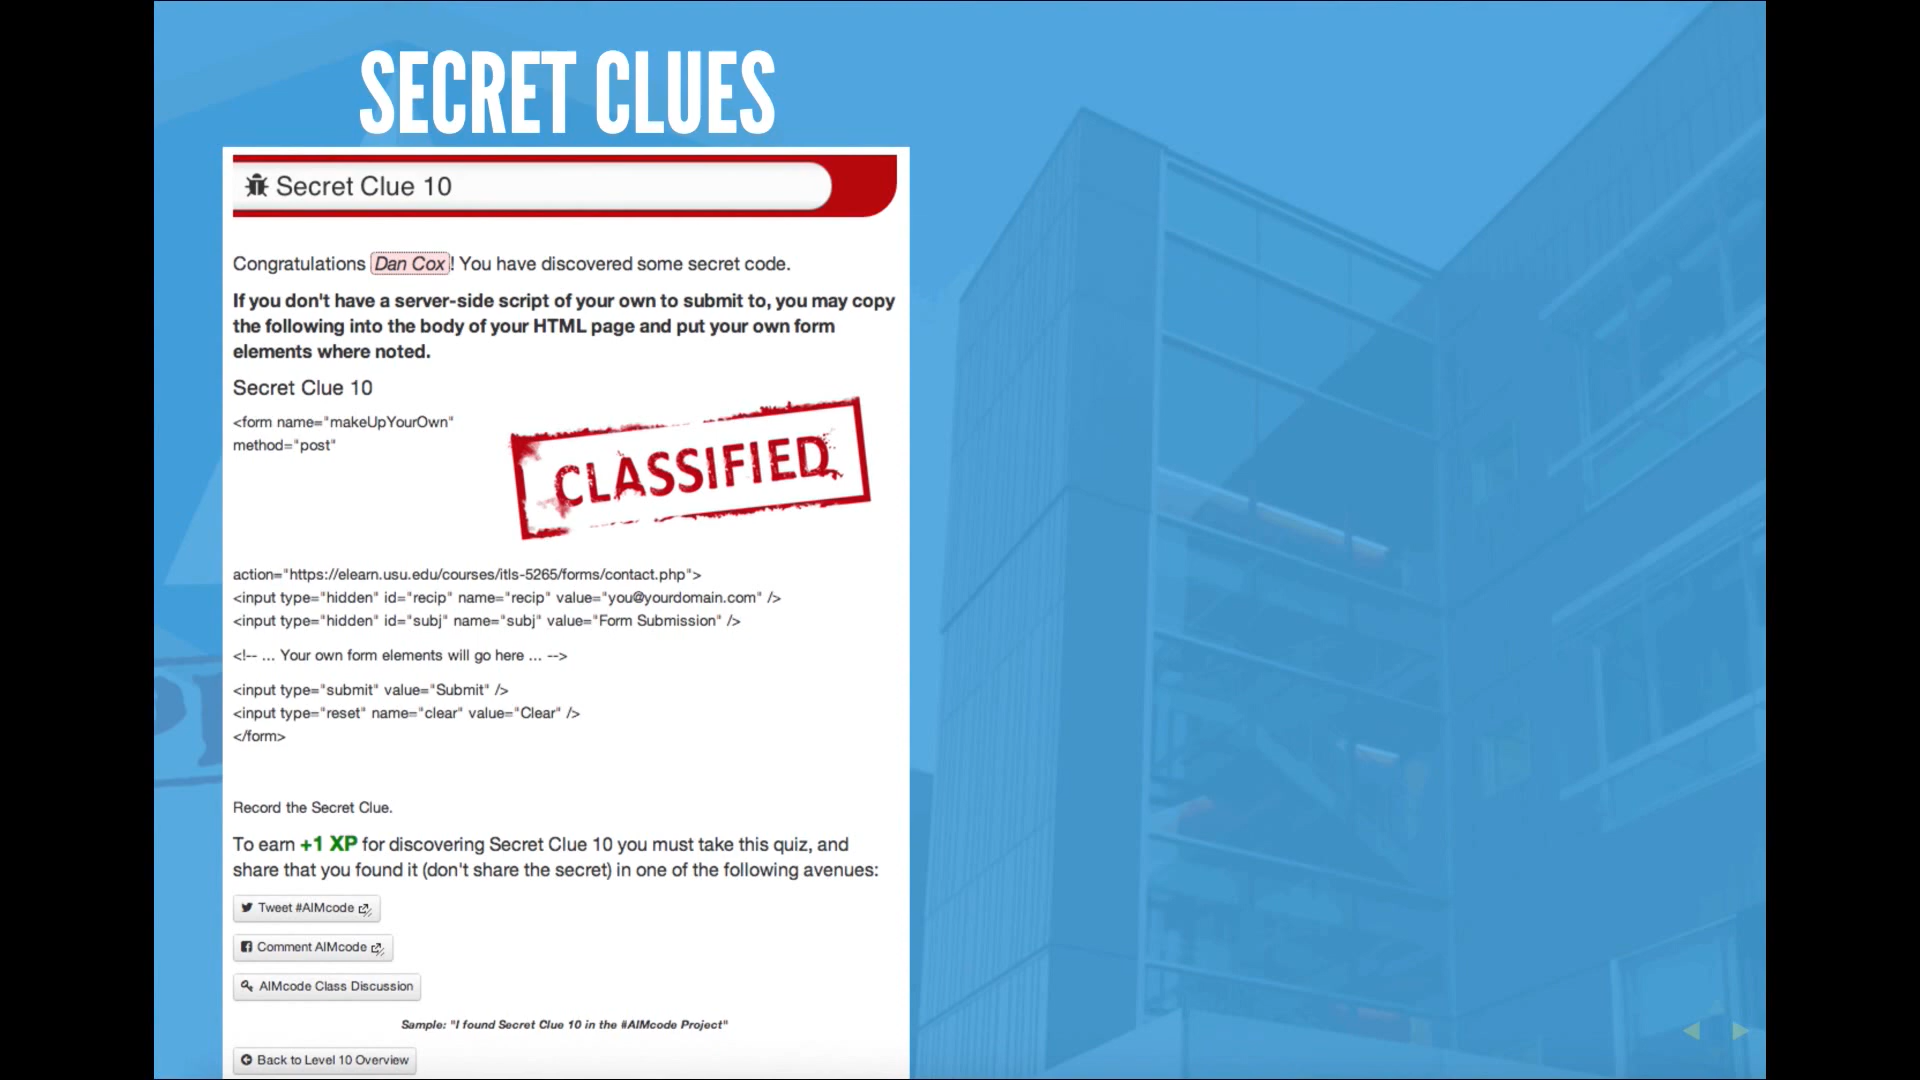 SECRET CLUES
Secret Clue 10
Congratulations Dan Cox! You have discovered some secret code.
If you don't have a server-side script of your own to submit to, you may copy
the following into the body of your HTML page and put your own form
elements where noted.
Secret Clue 10
<form name="makeUpYourOwn"
method="post"
CLASSIFIED
action="https://elearn.usu.edu/courses/itls-5265/forms/contact.php">
<input type="hidden" id="recip" name="recip" value="you@yourdomain.com" />
<input type="hidden" id="subj" name="subj" value="Form Submission" />
<!-- ... Your own form elements will go here ... -->
<input type="submit" value="Submit" />
<input type="reset" name="clear" value="Clear" />
</form>
Record the Secret Clue.
To earn +1 XP for discovering Secret Clue 10 you must take this quiz, and
share that you found it (don't share the secret) in one of the following avenues:
Tweet #AIMcode
Comment AIMcode
AIMcode Class Discussion
Sample: "I found Secret Clue 10 in the #AIMcode Project"
Back to Level 10 Overview